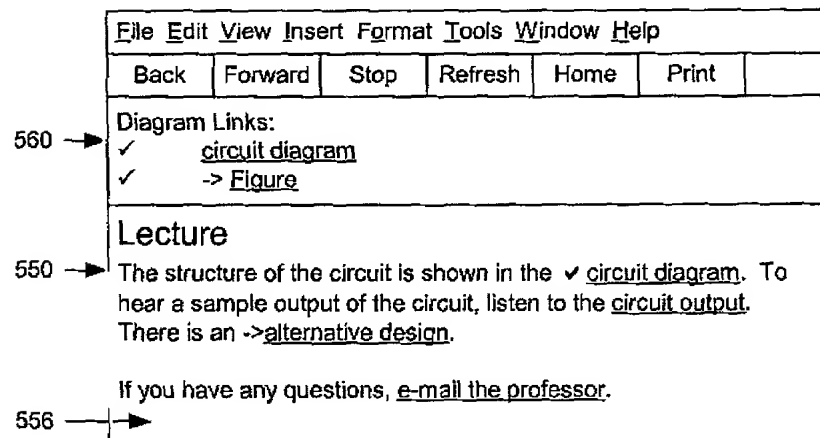 File Edit View Insert Format Tools Window Help
Back Forward Stop Refresh Home Print
Diagram Links:
560
✓ circuit diagram
✓ -> Figure
Lecture
550
The structure of the circuit is shown in the ✓ circuit diagram. To
hear a sample output of the circuit, listen to the circuit output.
There is an ->alternative design.
If you have any questions, e-mail the professor.
556